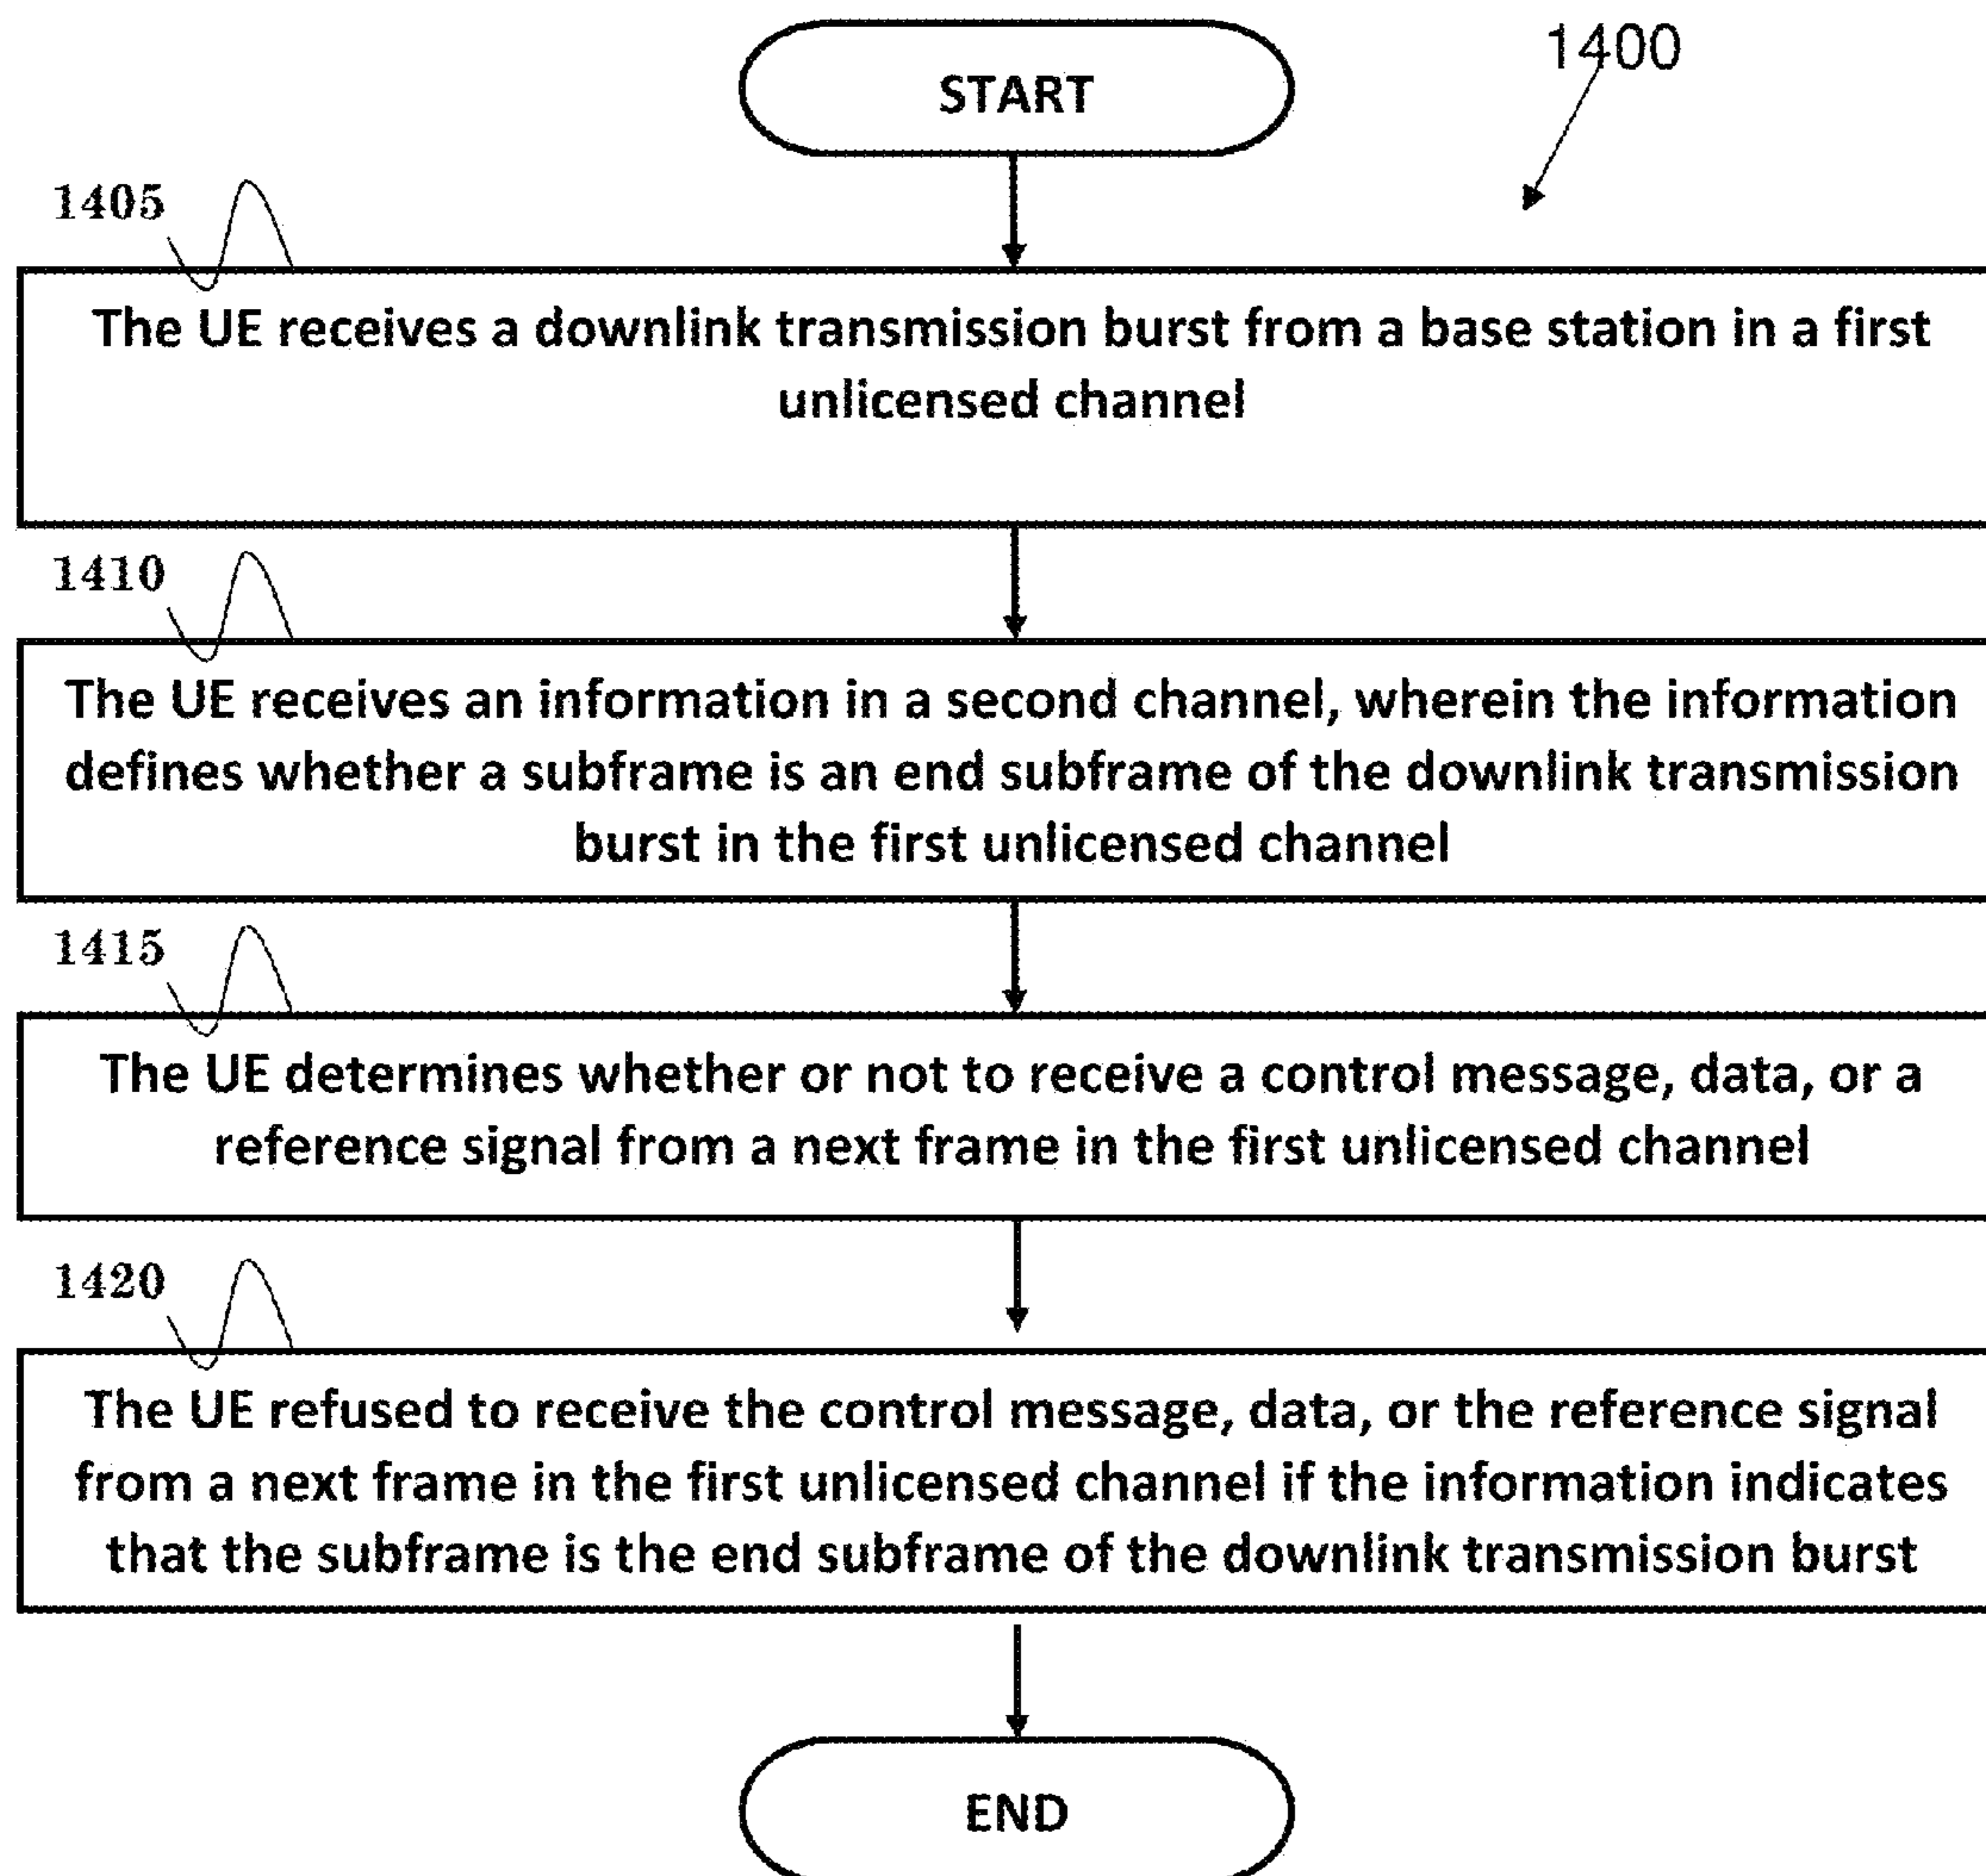 START
1400
1405
The UE receives a downlink transmission burst from a base station in a first
unlicensed channel
1410
The UE receives an information in a second channel, wherein the information
defines whether a subframe is an end subframe of the downlink transmission
burst in the first unlicensed channel
1415
The UE determines whether or not to receive a control message, data, or a
reference signal from a next frame in the first unlicensed channel
1420
The UE refused to receive the control message, data, or the reference signal
from a next frame in the first unlicensed channel if the information indicates
that the subframe is the end subframe of the downlink transmission burst
END